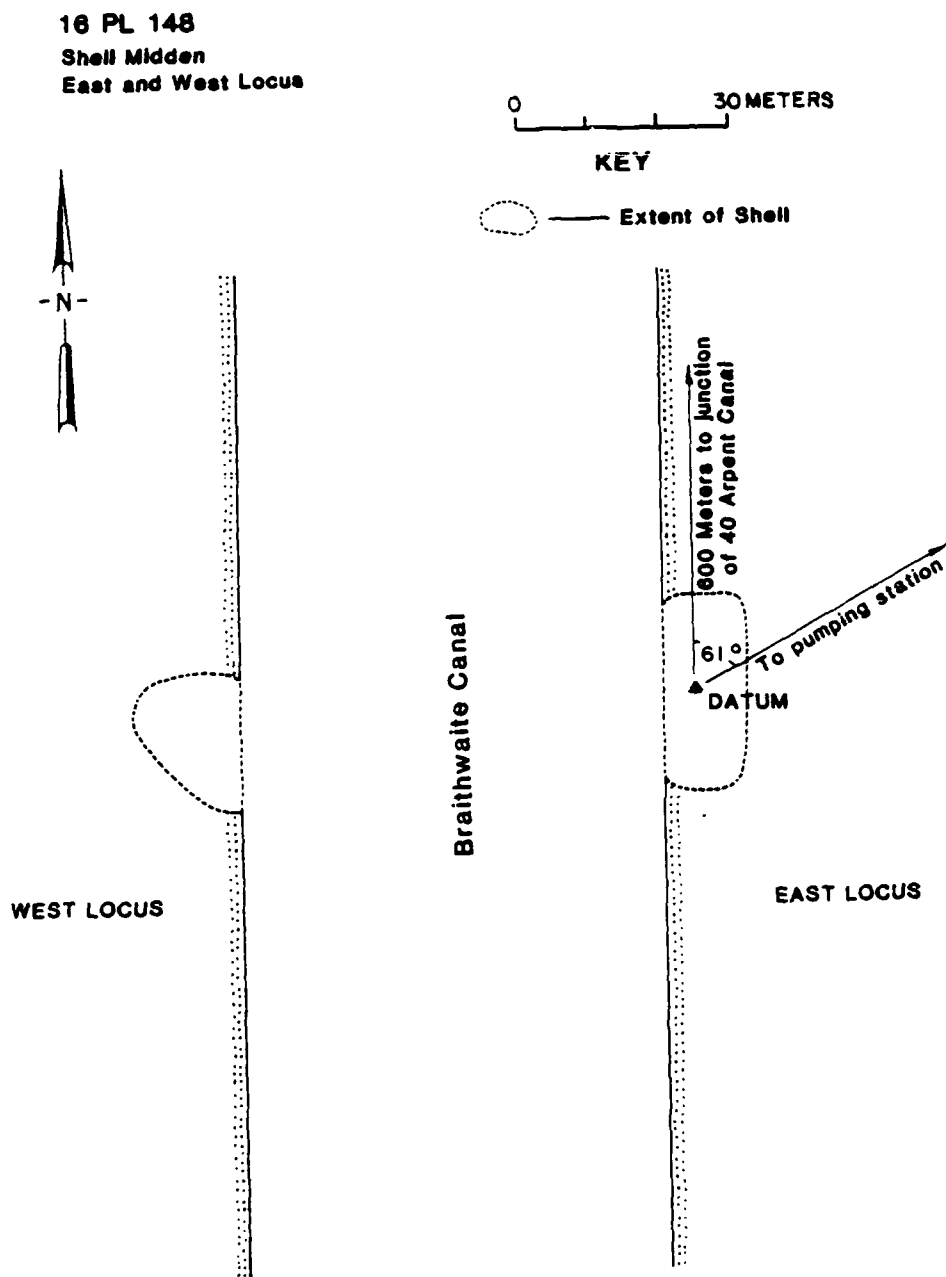 16 PL 148
Shell Midden
East and West Locus
0 30 METERS
KEY
Extent of Shell
-N-
600 Meters to junction
of 40 Arpent Canal
61°
To pumping station
DATUM
Braithwaite Canal
WEST LOCUS
EAST LOCUS